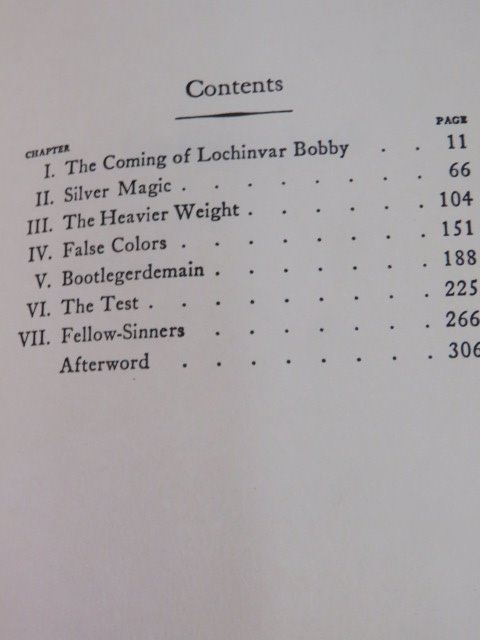 Contents
CHAPTER PAGE
I. The Coming of Lochinvar Bobby . . 11
II. Silver Magic . . . . . . . 66
III. The Heavier Weight . . . . . . 104
IV. False Colors . . . . . . . 151
V. Bootlegerdemain . . . . . . . 188
VI. The Test . . . . . . . . 225
VII. Fellow-Sinners . . . . . . . 266
Afterword . . . . . . . . 306